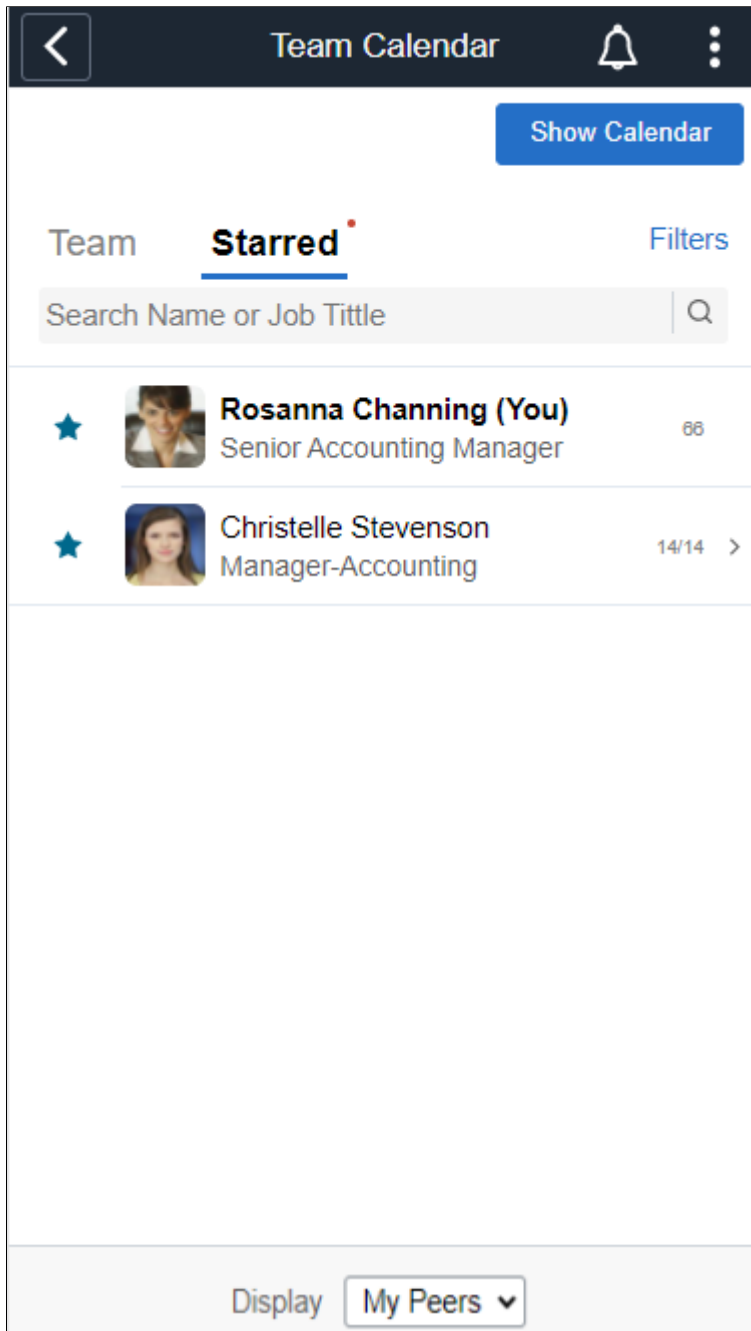 Team Calendar
Show Calendar
Team Starred Filters
Search Name or Job Tittle
Rosanna Channing (You)
Senior Accounting Manager
66
Christelle Stevenson
Manager-Accounting
14/14
Display My Peers